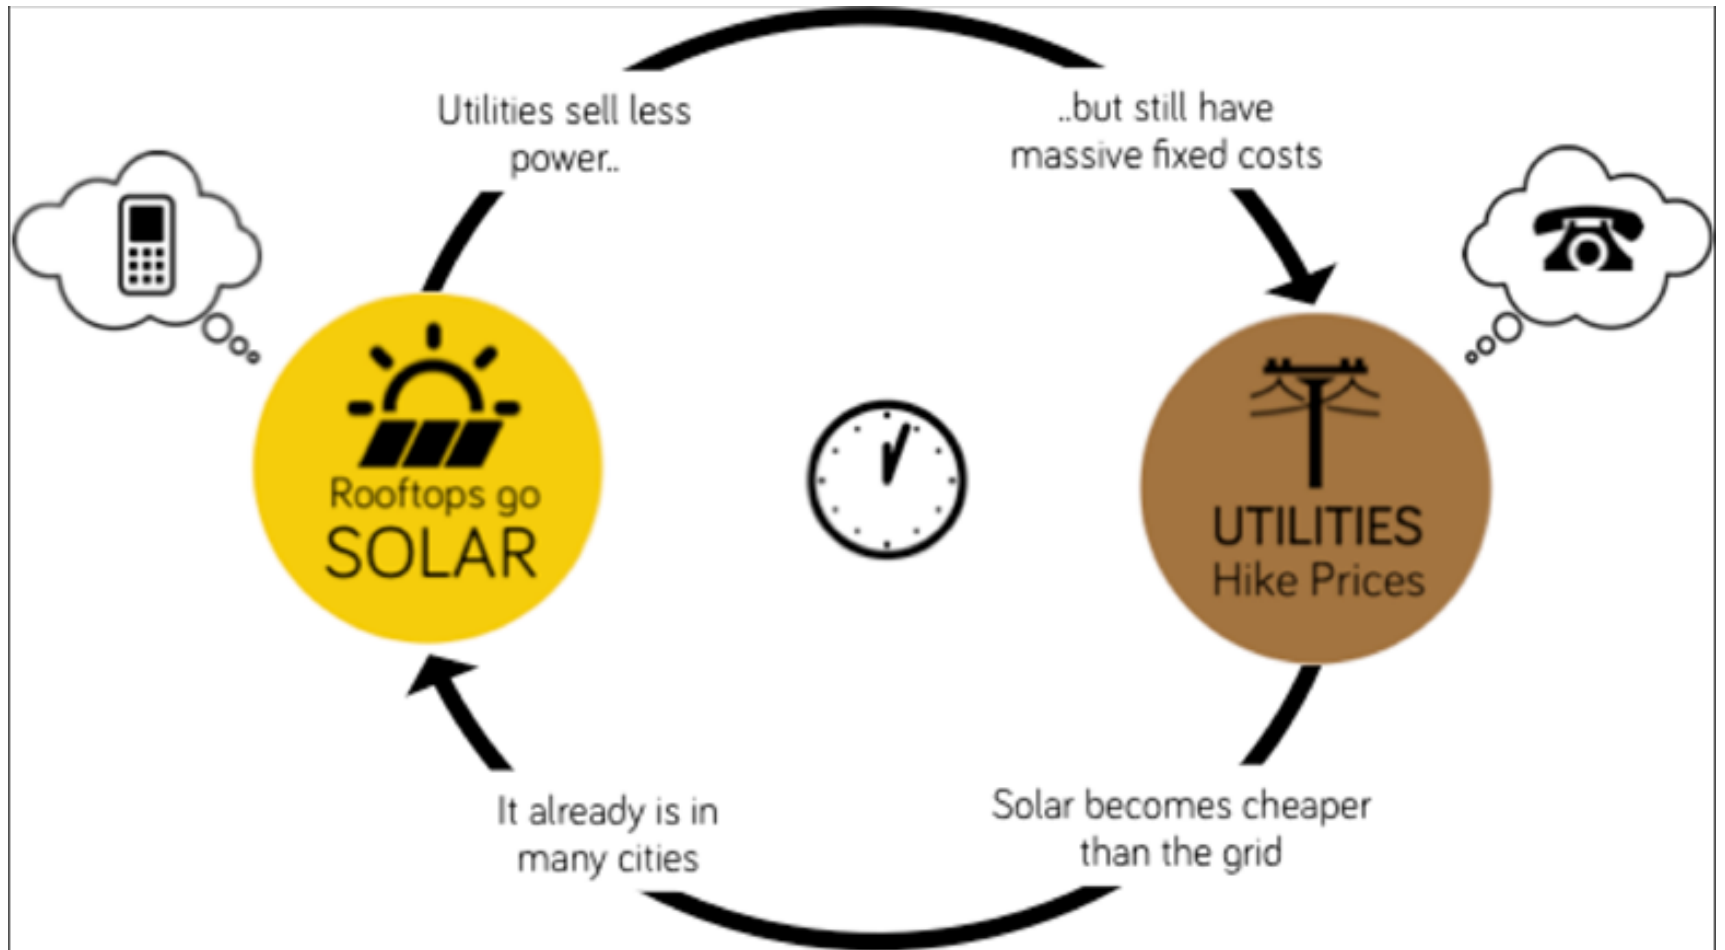 Utilities sell less
power..
..but still have
massive fixed costs
Rooftops go
SOLAR
UTILITIES
Hike Prices
It already is in
many cities
Solar becomes cheaper
than the grid